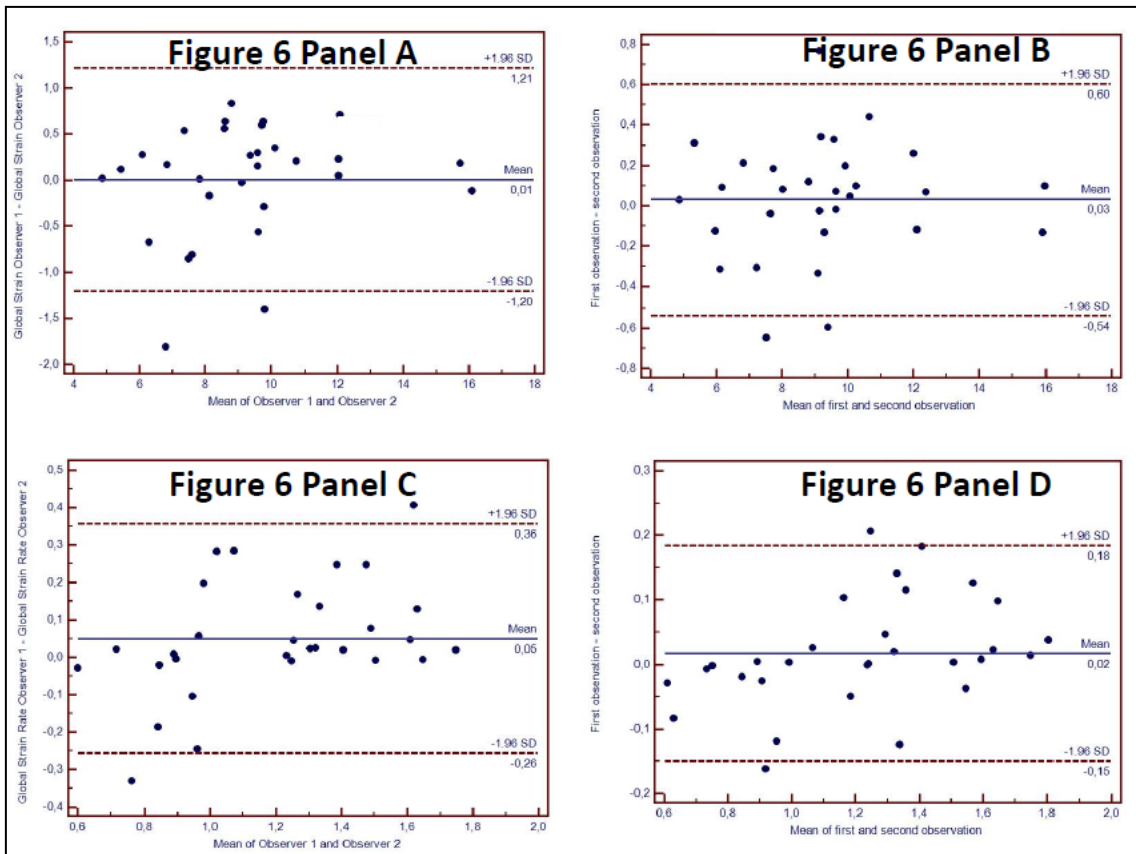 Figure 6 Panel A
Global Strain Observer 1 - Global Strain Observer 2
1,5
1,0
0,5
0,0
-0,5
-1,0
-1,5
-2,0
+1.96 SD
1,21
Mean
0,01
-1.96 SD
-1,20
4 6 8 10 12 14 16 18
Mean of Observer 1 and Observer 2
Figure 6 Panel B
First observation - second observation
0,8
0,6
0,4
0,2
0,0
-0,2
-0,4
-0,6
-0,8
+1.96 SD
0,60
Mean
0,03
-1.96 SD
-0,54
4 6 8 10 12 14 16 18
Mean of first and second observation
Figure 6 Panel C
Global Strain Rate Observer 1 - Global Strain Rate Observer 2
0,5
0,4
0,3
0,2
0,1
0,0
-0,1
-0,2
-0,3
-0,4
+1.96 SD
0,36
Mean
0,05
-1.96 SD
-0,26
0,6 0,8 1,0 1,2 1,4 1,6 1,8 2,0
Mean of Observer 1 and Observer 2
Figure 6 Panel D
First observation - second observation
0,3
0,2
0,1
0,0
-0,1
-0,2
+1.96 SD
0,18
Mean
0,02
-1.96 SD
-0,15
0,6 0,8 1,0 1,2 1,4 1,6 1,8 2,0
Mean of first and second observation